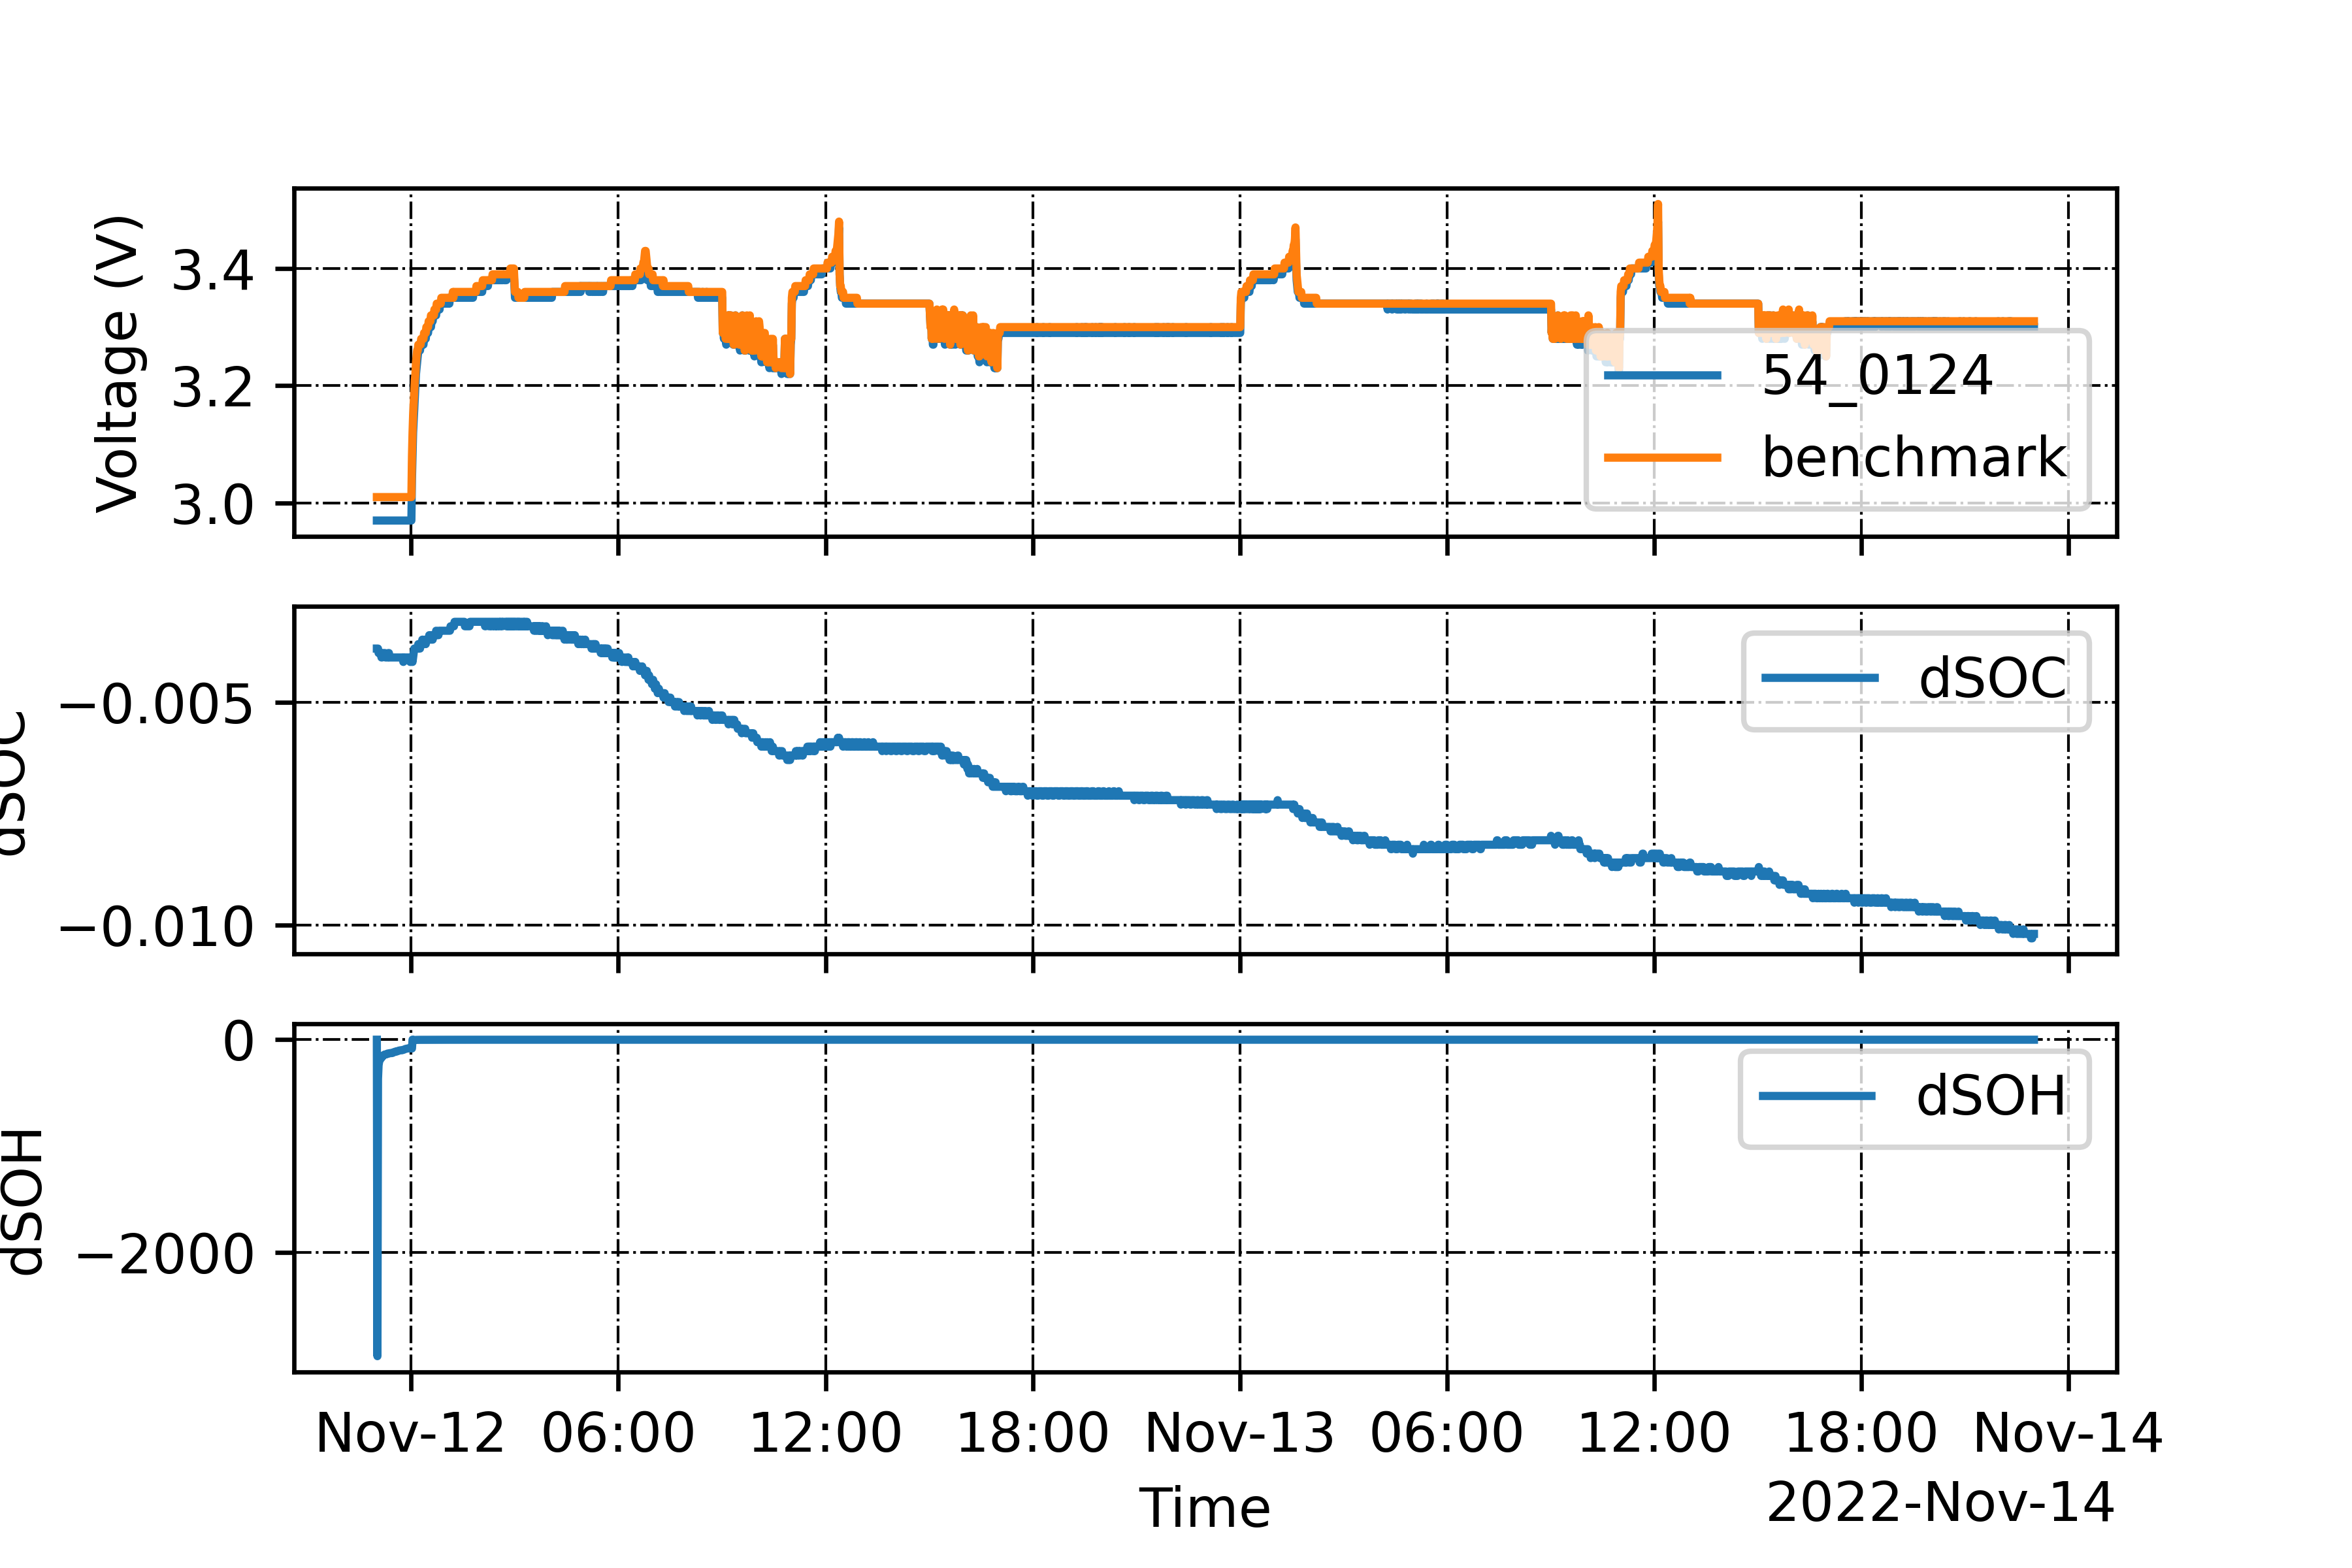 Voltage (V)
3.4
3.2
3.0
54_0124
benchmark
dSOC
−0.005
−0.010
dSOC
dSOH
0
−2000
dSOH
Nov-12 06:00 12:00 18:00 Nov-13 06:00 12:00 18:00 Nov-14
Time
2022-Nov-14